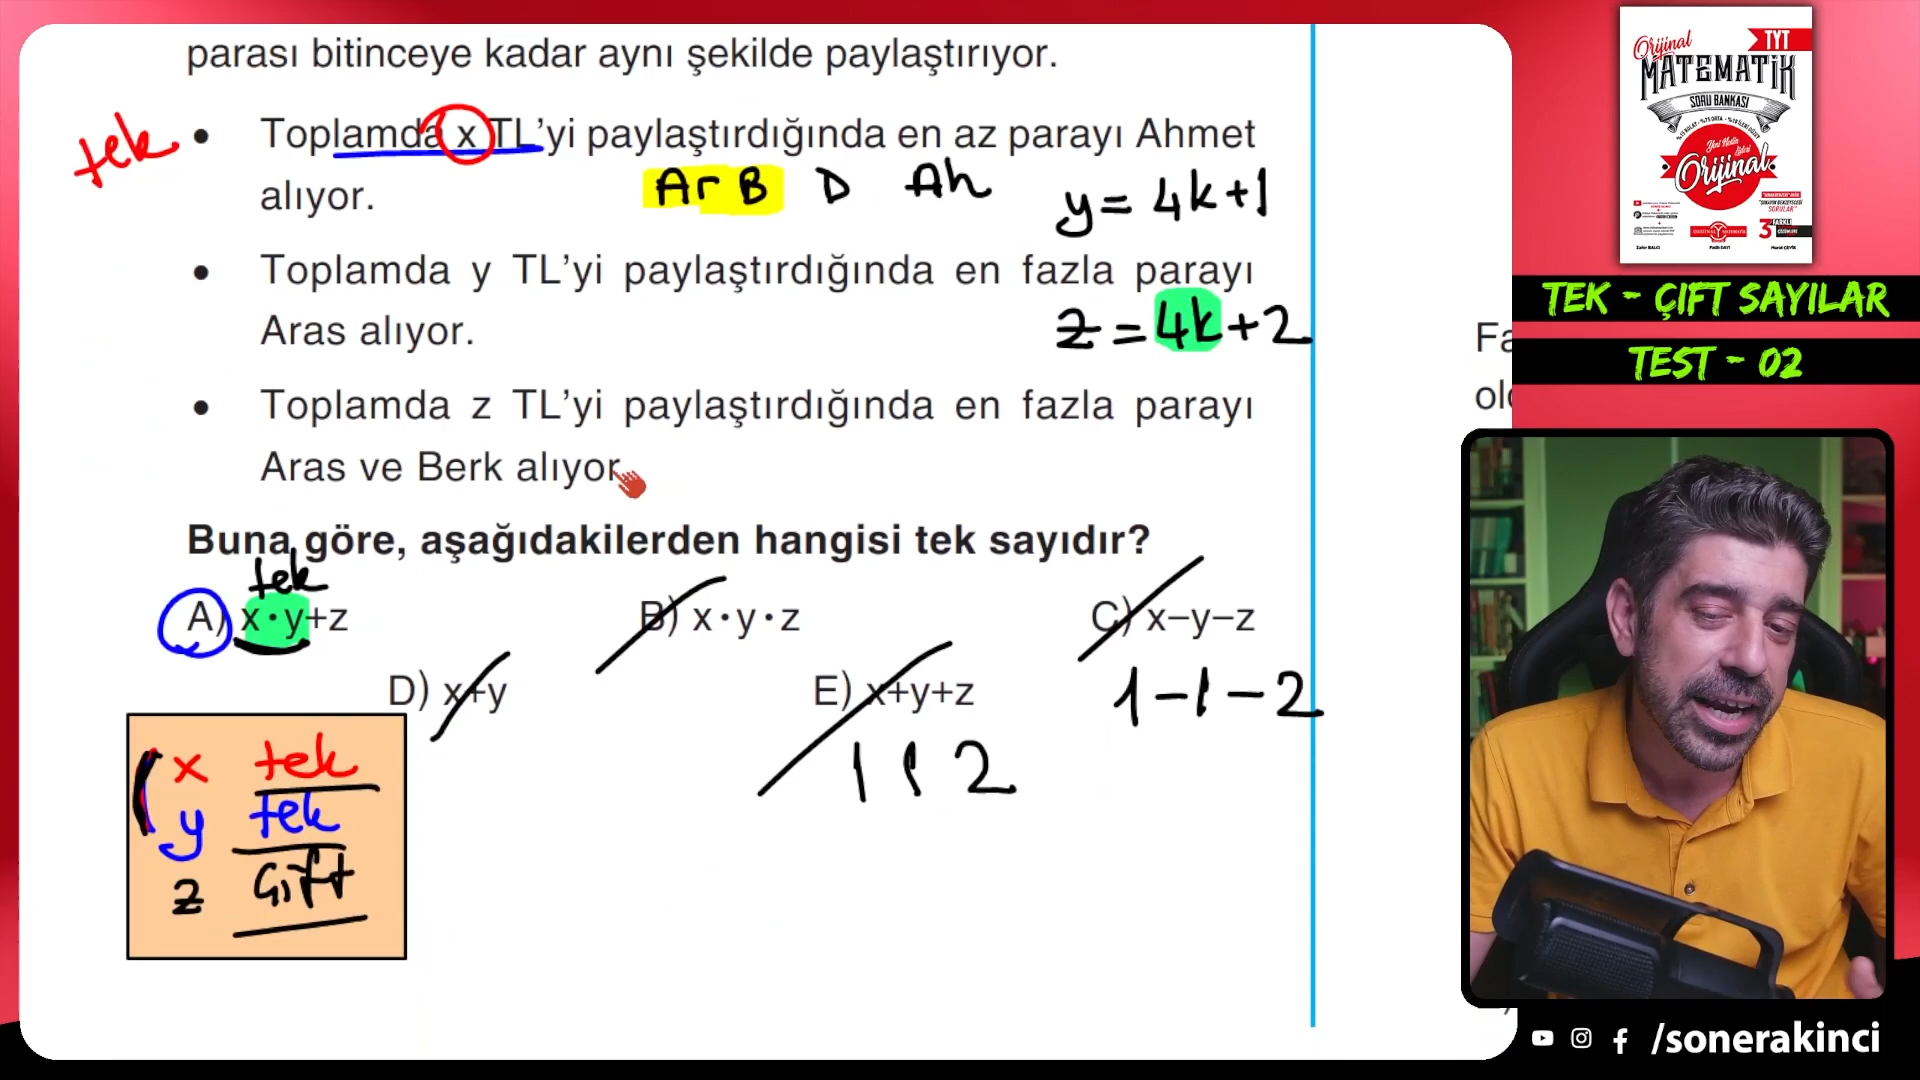 parası bitinceye kadar aynı şekilde paylaştırıyor.
tek
• Toplamda x TL’yi paylaştırdığında en az parayı Ahmet
alıyor.
Ar B D Ah
y = 4k+1
• Toplamda y TL’yi paylaştırdığında en fazla parayı
Aras alıyor.
z = 4k+2
• Toplamda z TL’yi paylaştırdığında en fazla parayı
Aras ve Berk alıyor
Buna göre, aşağıdakilerden hangisi tek sayıdır?
tek
A) x·y+z B) x·y·z C) x–y–z
D) x+y E) x+y+z
1-1-2
1 1 2
x tek
y tek
z Çift
Orijinal
TYT
MATEMATİK
SORU BANKASI
Orijinal
TEK - ÇİFT SAYILAR
TEST - 02
Fa
/sonerakinci